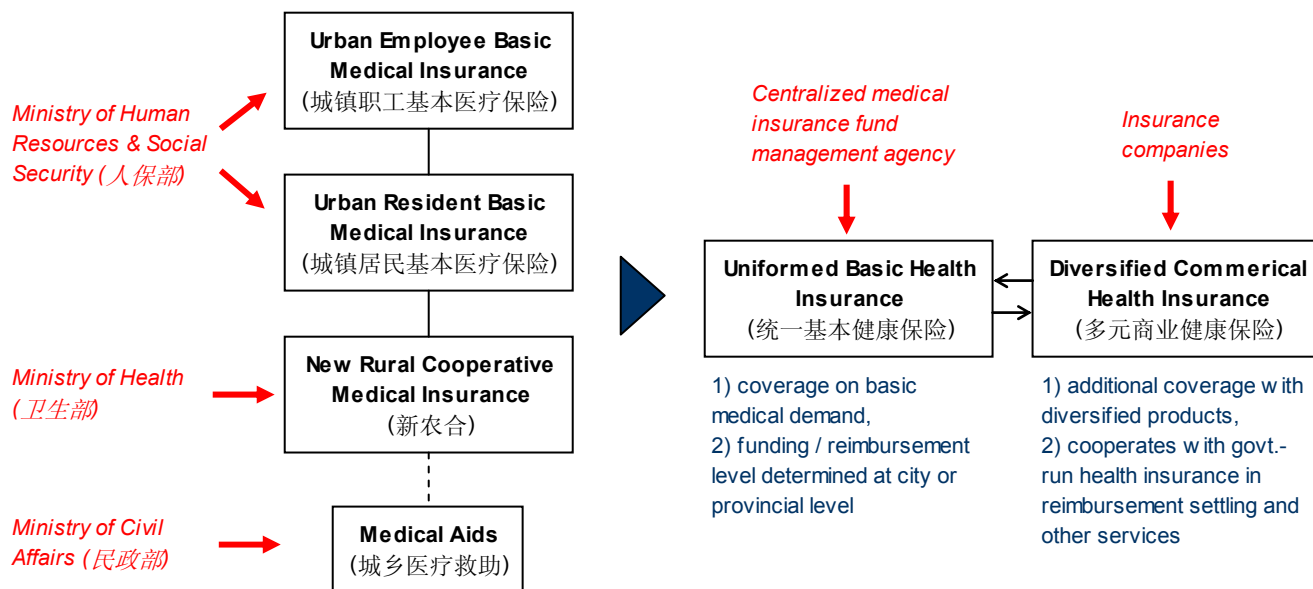 Urban Employee Basic
Medical Insurance
(城镇职工基本医疗保险)
Ministry of Human
Resources & Social
Security (人保部)
Urban Resident Basic
Medical Insurance
(城镇居民基本医疗保险)
New Rural Cooperative
Medical Insurance
(新农合)
Ministry of Health
(卫生部)
Medical Aids
(城乡医疗救助)
Ministry of Civil
Affairs (民政部)
Centralized medical
insurance fund
management agency
Insurance
companies
Uniformed Basic Health
Insurance
(统一基本健康保险)
Diversified Commerical
Health Insurance
(多元商业健康保险)
1) coverage on basic
medical demand,
2) funding / reimbursement
level determined at city or
provincial level
1) additional coverage with
diversified products,
2) cooperates with govt.-
run health insurance in
reimbursement settling and
other services